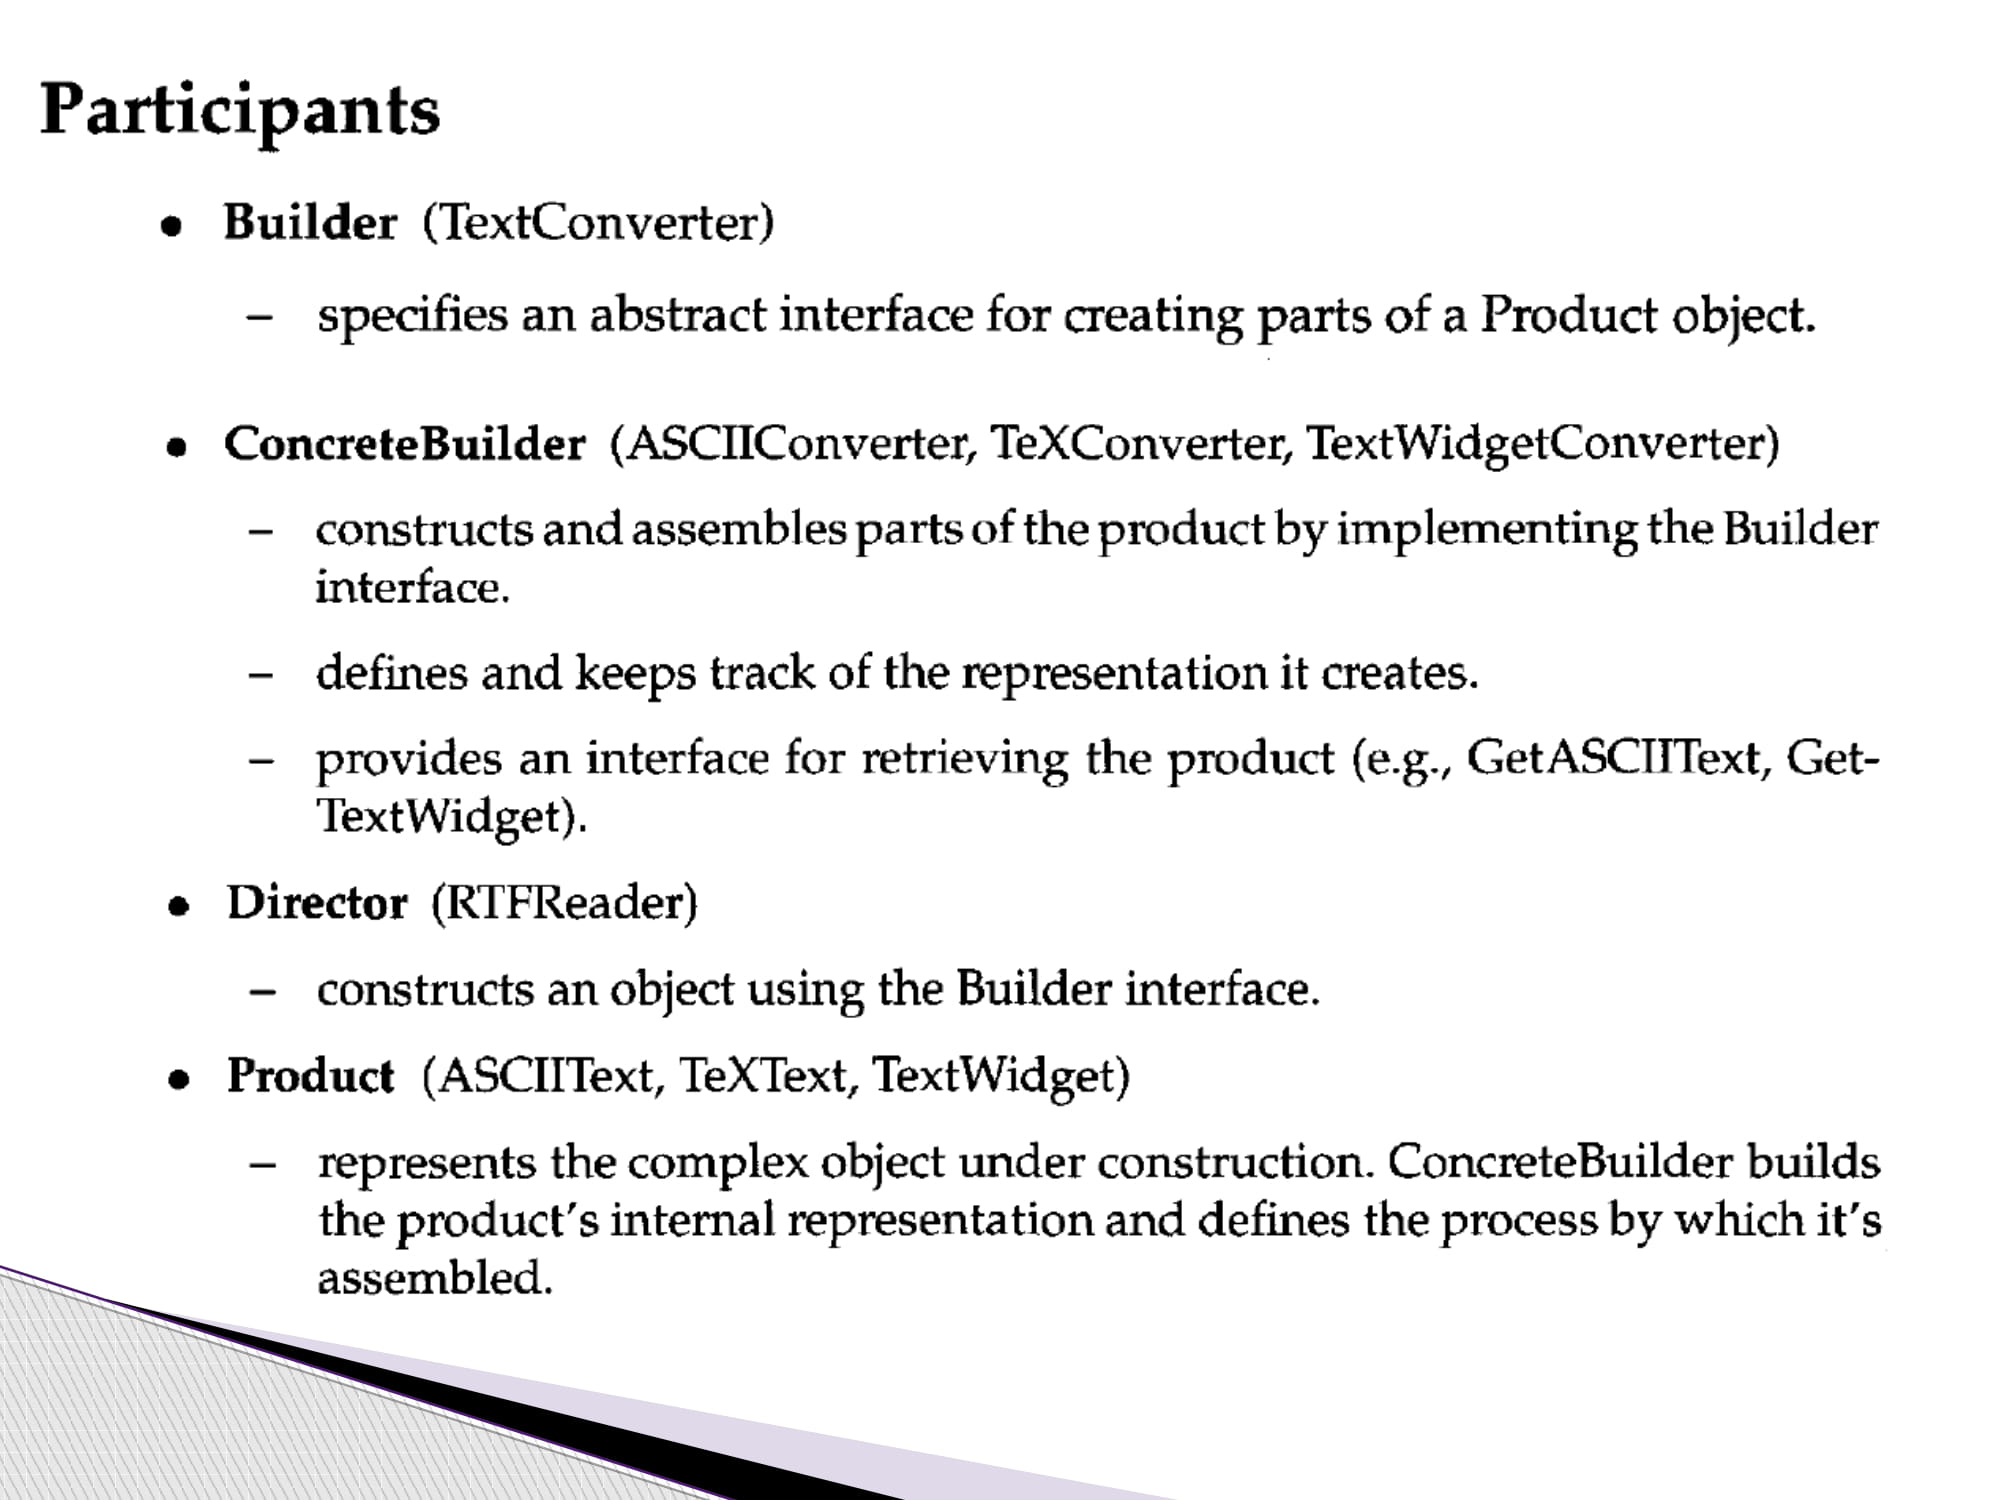 Participants
• Builder (TextConverter)
– specifies an abstract interface for creating parts of a Product object.
• ConcreteBuilder (ASCIIConverter, TeXConverter, TextWidgetConverter)
– constructs and assembles parts of the product by implementing the Builder
interface.
– defines and keeps track of the representation it creates.
– provides an interface for retrieving the product (e.g., GetASCIIText, Get-
TextWidget).
• Director (RTFReader)
– constructs an object using the Builder interface.
• Product (ASCIIText, TeXText, TextWidget)
– represents the complex object under construction. ConcreteBuilder builds
the product's internal representation and defines the process by which it's
assembled.